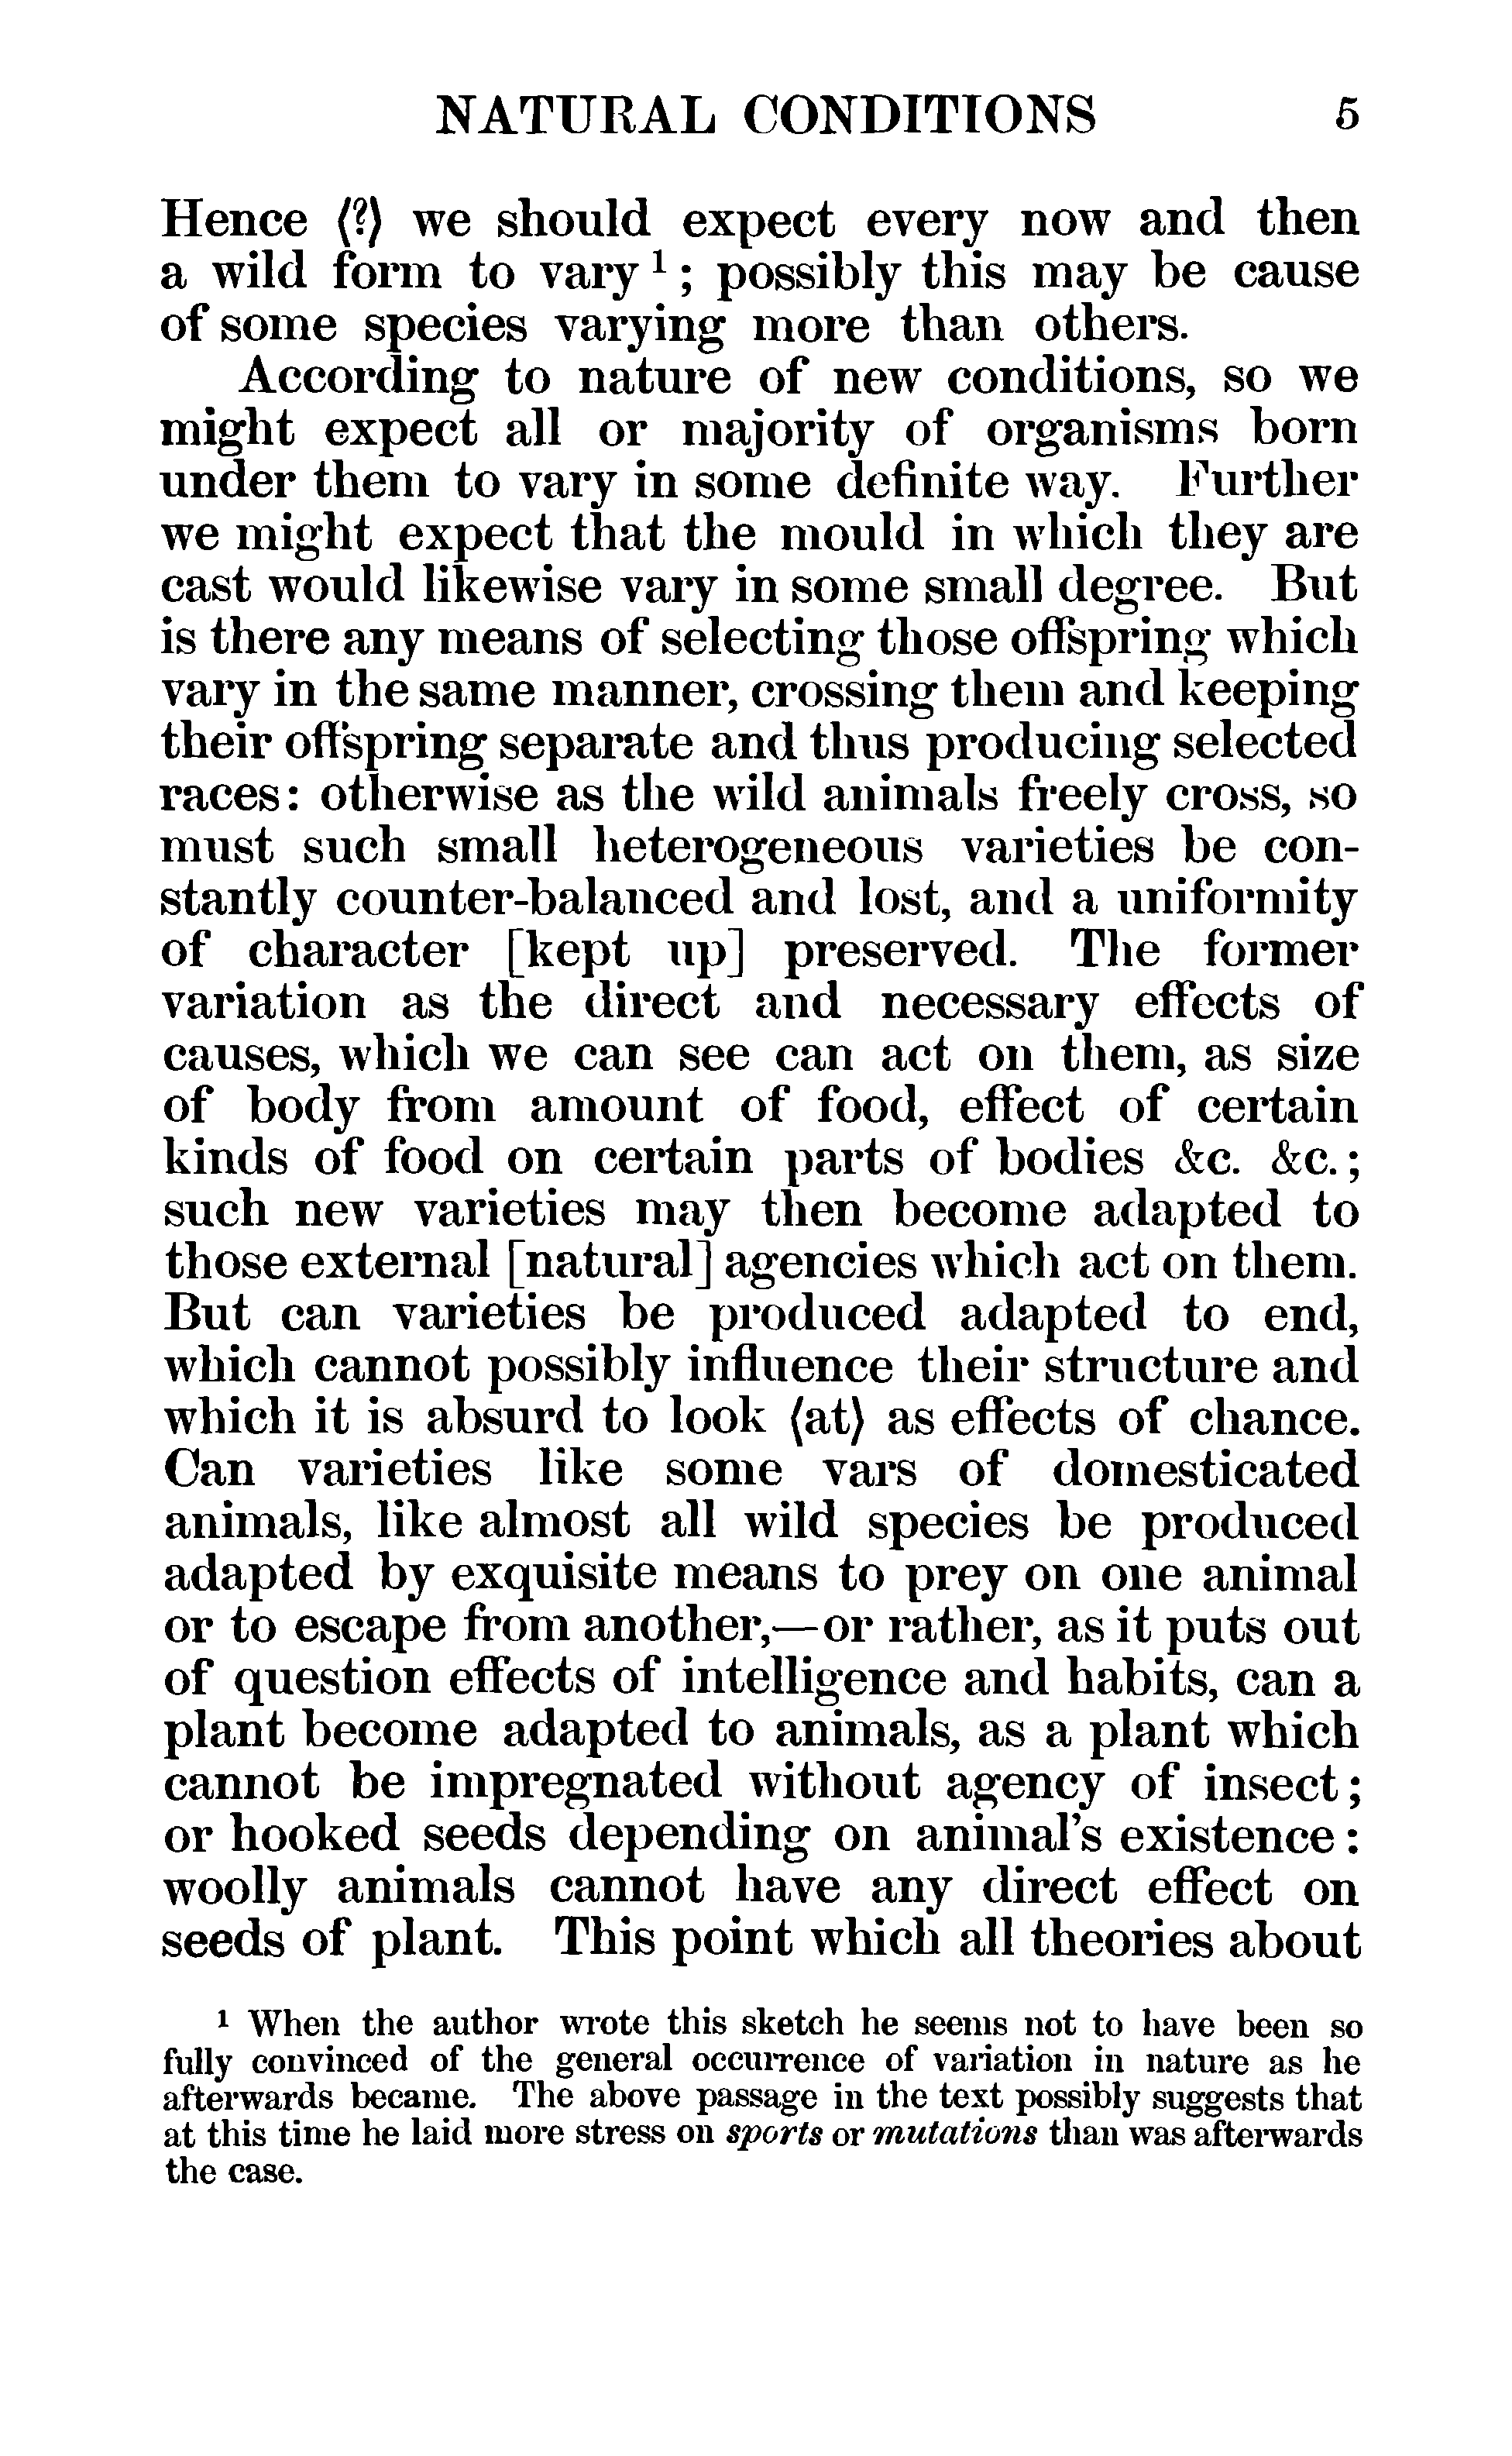 NATURAL CONDITIONS 5
Hence ⟨?⟩ we should expect every now and then
a wild form to vary¹; possibly this may be cause
of some species varying more than others.
According to nature of new conditions, so we
might expect all or majority of organisms born
under them to vary in some definite way. Further
we might expect that the mould in which they are
cast would likewise vary in some small degree. But
is there any means of selecting those offspring which
vary in the same manner, crossing them and keeping
their offspring separate and thus producing selected
races: otherwise as the wild animals freely cross, so
must such small heterogeneous varieties be con-
stantly counter-balanced and lost, and a uniformity
of character [kept up] preserved. The former
variation as the direct and necessary effects of
causes, which we can see can act on them, as size
of body from amount of food, effect of certain
kinds of food on certain parts of bodies &c. &c.;
such new varieties may then become adapted to
those external [natural] agencies which act on them.
But can varieties be produced adapted to end,
which cannot possibly influence their structure and
which it is absurd to look ⟨at⟩ as effects of chance.
Can varieties like some vars of domesticated
animals, like almost all wild species be produced
adapted by exquisite means to prey on one animal
or to escape from another,—or rather, as it puts out
of question effects of intelligence and habits, can a
plant become adapted to animals, as a plant which
cannot be impregnated without agency of insect;
or hooked seeds depending on animal's existence:
woolly animals cannot have any direct effect on
seeds of plant. This point which all theories about
¹ When the author wrote this sketch he seems not to have been so
fully convinced of the general occurrence of variation in nature as he
afterwards became. The above passage in the text possibly suggests that
at this time he laid more stress on sports or mutations than was afterwards
the case.